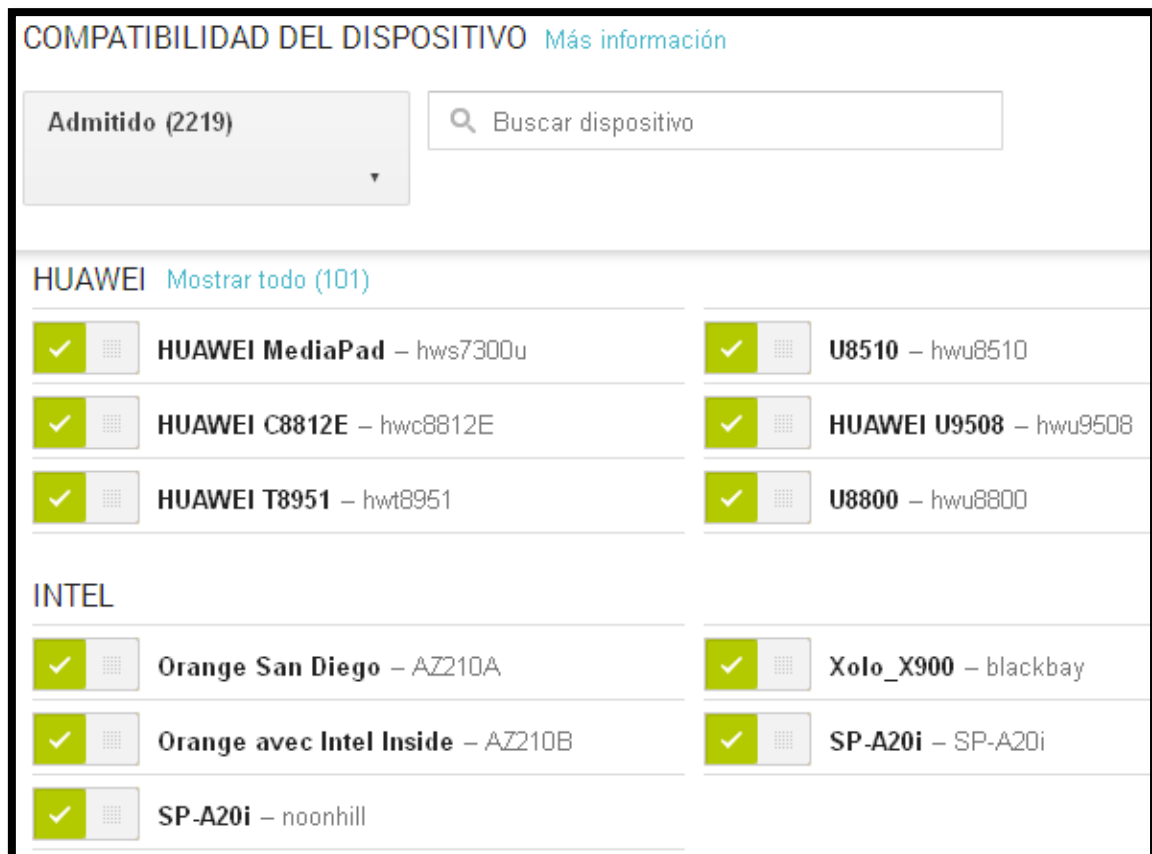 COMPATIBILIDAD DEL DISPOSITIVO Más información
Admitido (2219)
Buscar dispositivo
HUAWEI Mostrar todo (101)
HUAWEI MediaPad – hws7300u
U8510 – hwu8510
HUAWEI C8812E – hwc8812E
HUAWEI U9508 – hwu9508
HUAWEI T8951 – hwt8951
U8800 – hwu8800
INTEL
Orange San Diego – AZ210A
Xolo_X900 – blackbay
Orange avec Intel Inside – AZ210B
SP-A20i – SP-A20i
SP-A20i – noonhill